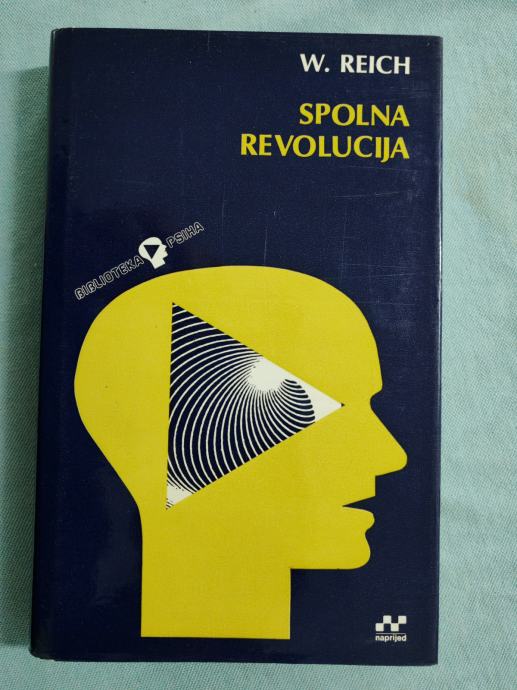 W. REICH
SPOLNA
REVOLUCIJA
BIBLIOTEKA PSIHA
naprijed